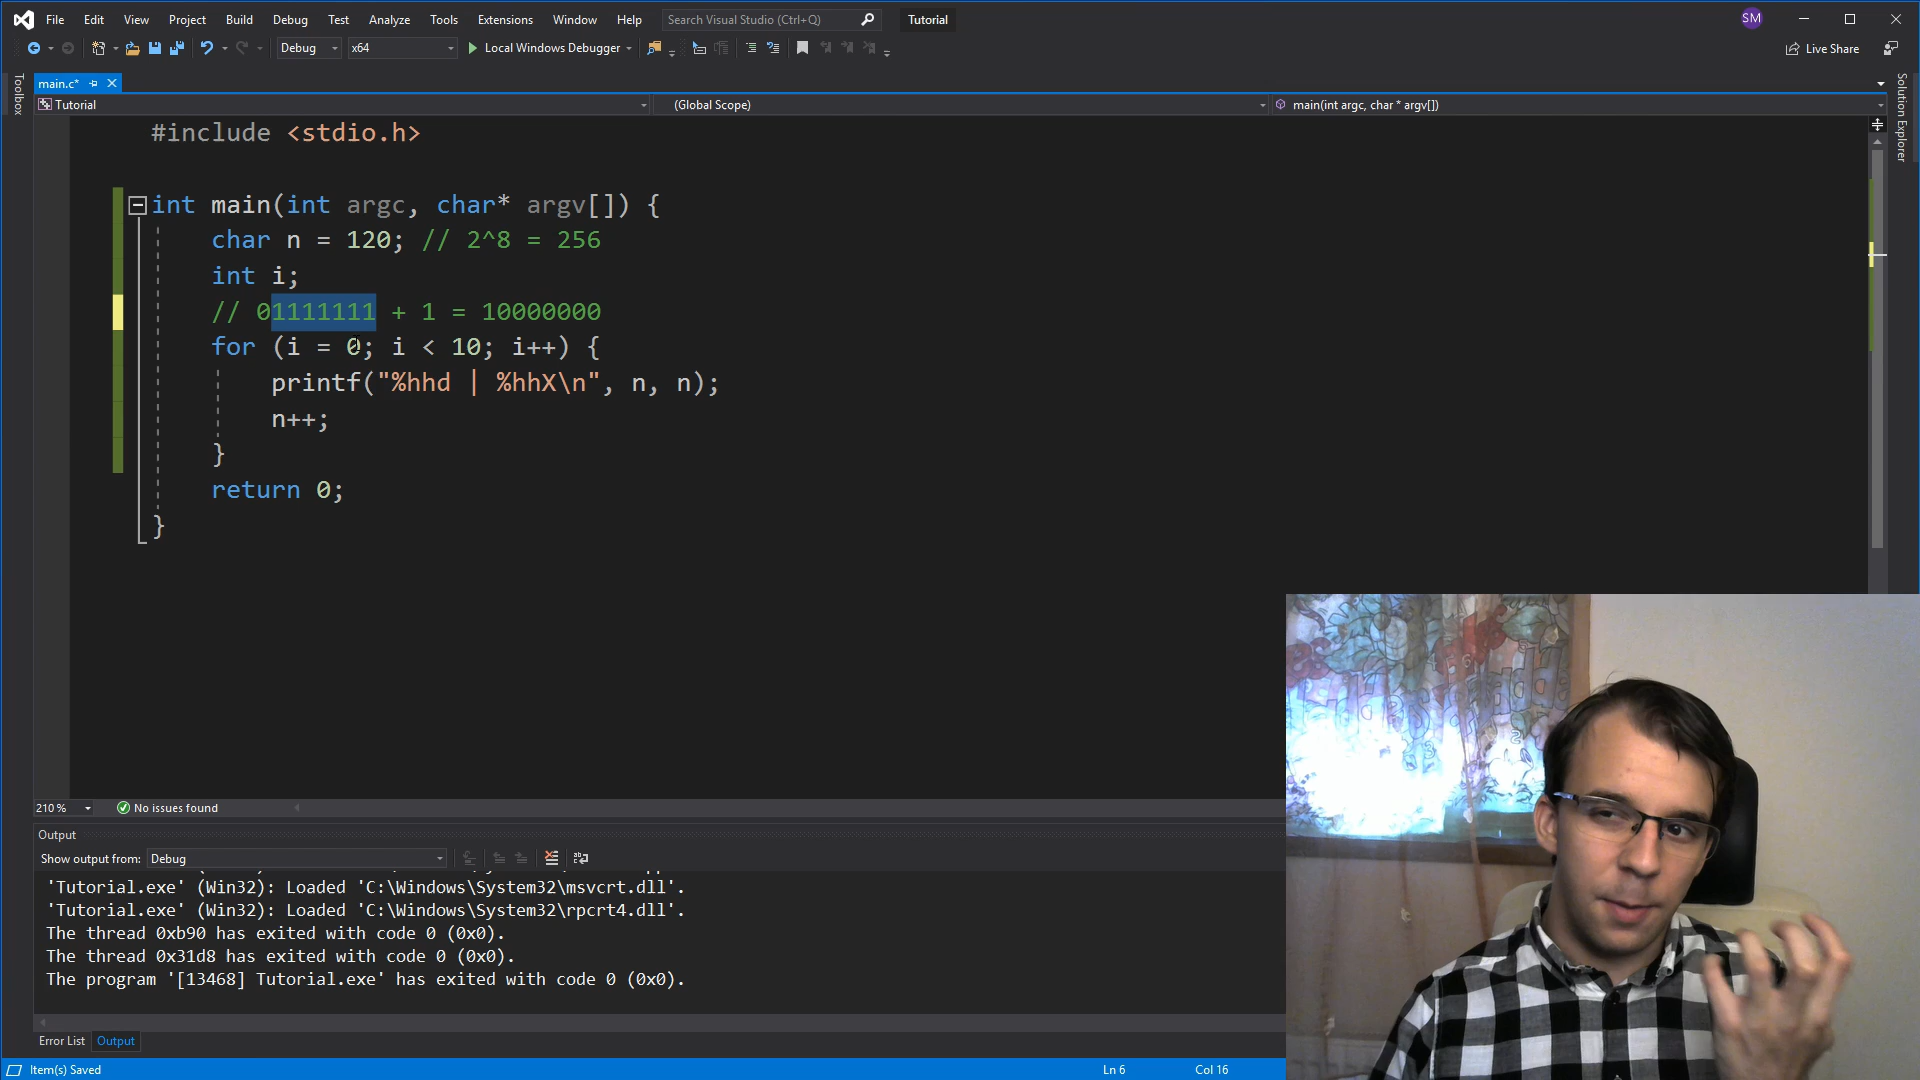 File Edit View Project Build Debug Test Analyze Tools Extensions Window Help Search Visual Studio (Ctrl+Q) Tutorial SM
Debug x64 Local Windows Debugger Live Share
Toolbox
main.c*
Solution Explorer
Tutorial (Global Scope) main(int argc, char * argv[])
#include <stdio.h>
int main(int argc, char* argv[]) {
char n = 120; // 2^8 = 256
int i;
// 01111111 + 1 = 10000000
for (i = 0; i < 10; i++) {
printf("%hhd | %hhX\n", n, n);
n++;
}
return 0;
}
210 % No issues found
Output
Show output from: Debug
'Tutorial.exe' (Win32): Loaded 'C:\Windows\System32\msvcrt.dll'.
'Tutorial.exe' (Win32): Loaded 'C:\Windows\System32\rpcrt4.dll'.
The thread 0xb90 has exited with code 0 (0x0).
The thread 0x31d8 has exited with code 0 (0x0).
The program '[13468] Tutorial.exe' has exited with code 0 (0x0).
Error List Output
Item(s) Saved Ln 6 Col 16